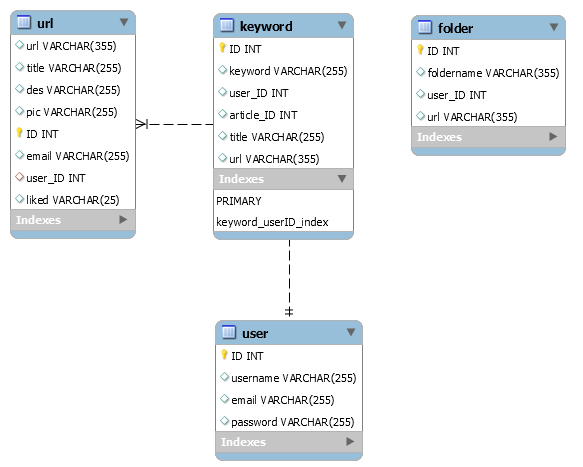 url
url VARCHAR(355)
title VARCHAR(255)
des VARCHAR(255)
pic VARCHAR(255)
ID INT
email VARCHAR(255)
user_ID INT
liked VARCHAR(25)
Indexes
keyword
ID INT
keyword VARCHAR(255)
user_ID INT
article_ID INT
title VARCHAR(255)
url VARCHAR(355)
Indexes
PRIMARY
keyword_userID_index
folder
ID INT
foldername VARCHAR(355)
user_ID INT
url VARCHAR(355)
Indexes
user
ID INT
username VARCHAR(255)
email VARCHAR(255)
password VARCHAR(255)
Indexes